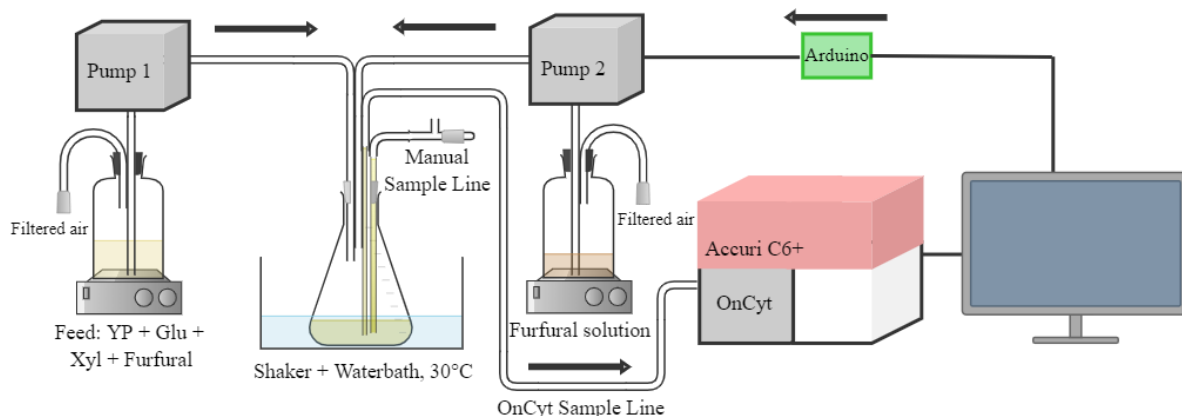 Pump 1
Pump 2
Arduino
Manual
Sample Line
Filtered air
Filtered air
Accuri C6+
OnCyt
Feed: YP + Glu +
Xyl + Furfural
Shaker + Waterbath, 30°C
Furfural solution
OnCyt Sample Line